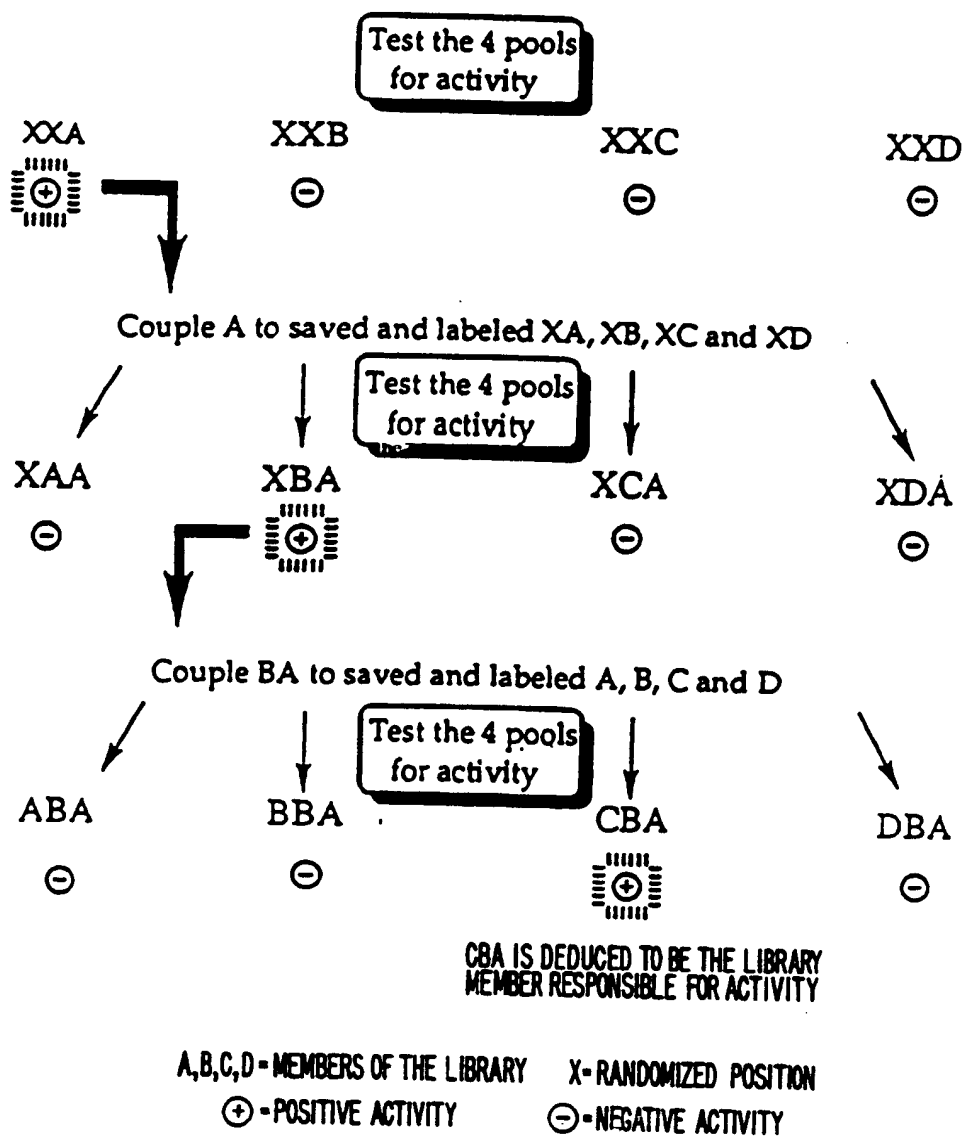 Test the 4 pools
for activity
XXA XXB XXC XXD
+ − − −
Couple A to saved and labeled XA, XB, XC and XD
Test the 4 pools
for activity
XAA XBA XCA XDA
− + − −
Couple BA to saved and labeled A, B, C and D
Test the 4 pools
for activity
ABA BBA CBA DBA
− − + −
CBA IS DEDUCED TO BE THE LIBRARY
MEMBER RESPONSIBLE FOR ACTIVITY
A,B,C,D = MEMBERS OF THE LIBRARY X = RANDOMIZED POSITION
+ = POSITIVE ACTIVITY − = NEGATIVE ACTIVITY